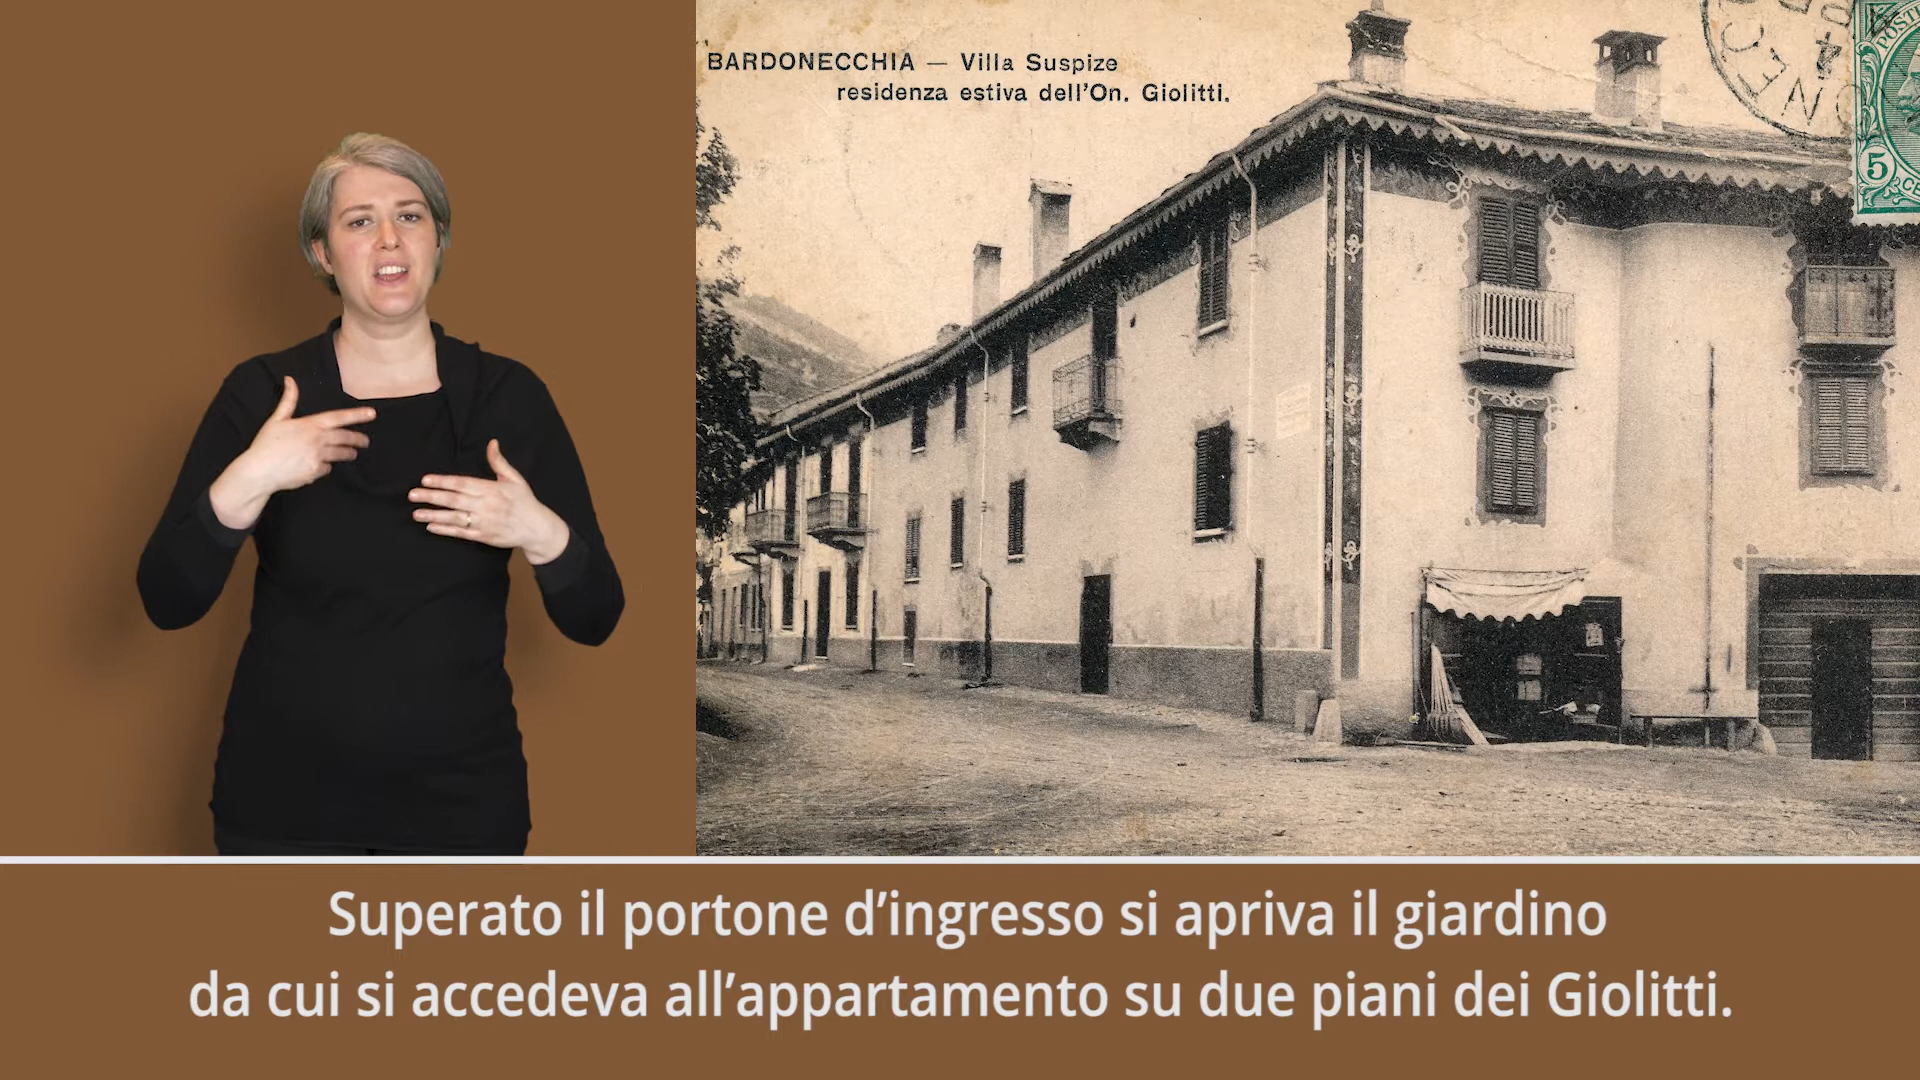 BARDONECCHIA — Villa Suspize
residenza estiva dell'On. Giolitti.
5
Superato il portone d’ingresso si apriva il giardino
da cui si accedeva all’appartamento su due piani dei Giolitti.